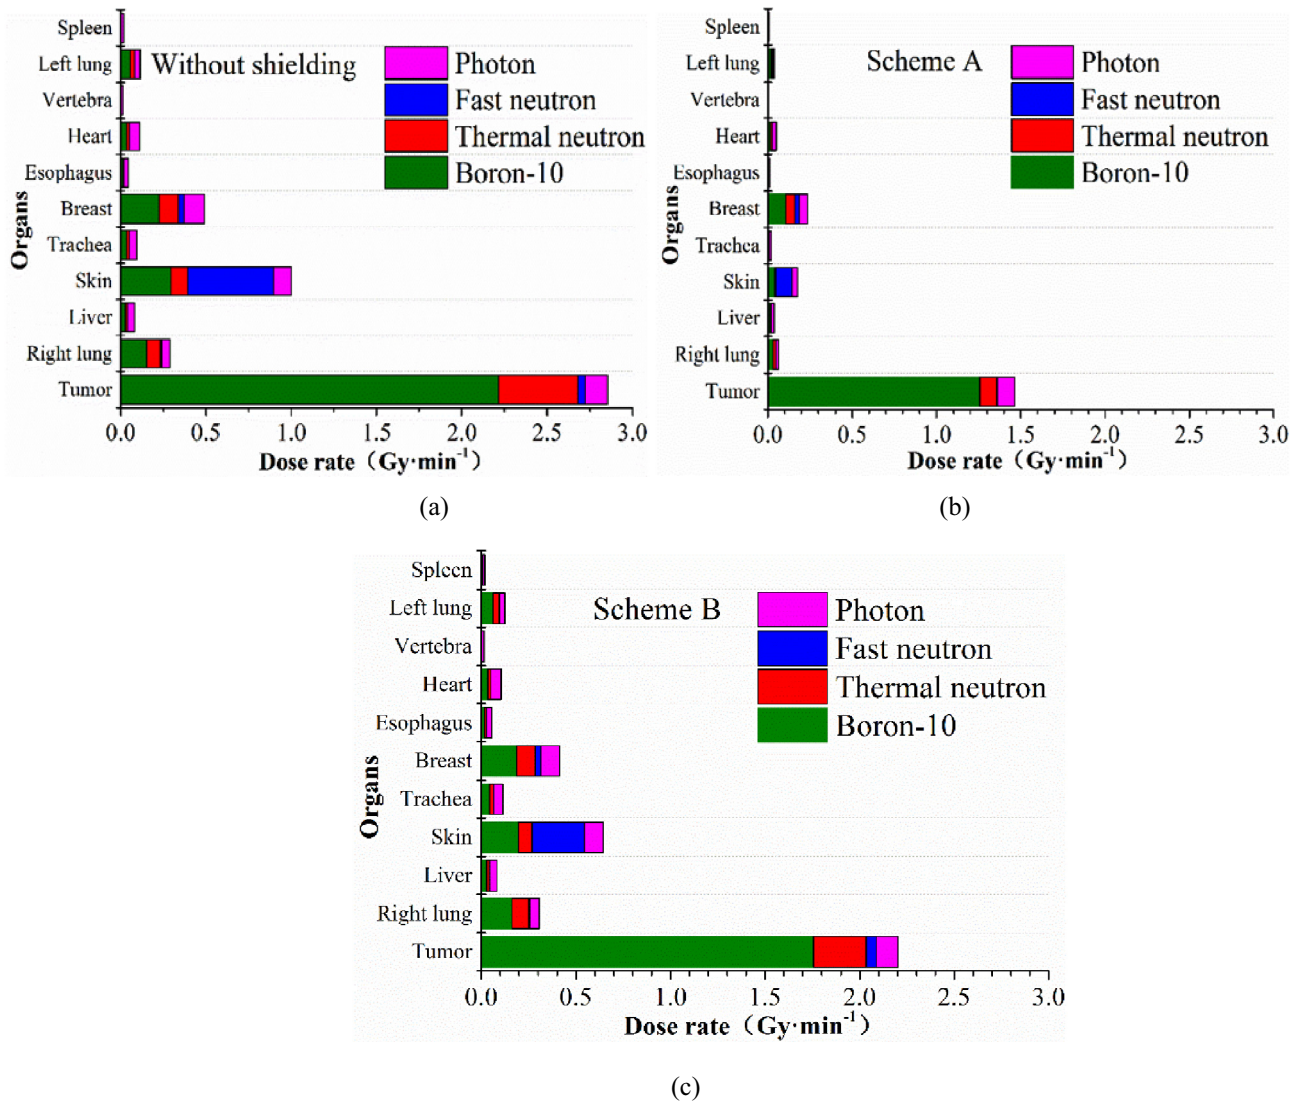 Spleen
Left lung
Vertebra
Heart
Esophagus
Breast
Trachea
Skin
Liver
Right lung
Tumor
Organs
Without shielding
Photon
Fast neutron
Thermal neutron
Boron-10
0.0 0.5 1.0 1.5 2.0 2.5 3.0
Dose rate（Gy·min⁻¹）
(a)
Spleen
Left lung
Vertebra
Heart
Esophagus
Breast
Trachea
Skin
Liver
Right lung
Tumor
Organs
Scheme A
Photon
Fast neutron
Thermal neutron
Boron-10
0.0 0.5 1.0 1.5 2.0 2.5 3.0
Dose rate（Gy·min⁻¹）
(b)
Spleen
Left lung
Vertebra
Heart
Esophagus
Breast
Trachea
Skin
Liver
Right lung
Tumor
Organs
Scheme B
Photon
Fast neutron
Thermal neutron
Boron-10
0.0 0.5 1.0 1.5 2.0 2.5 3.0
Dose rate（Gy·min⁻¹）
(c)